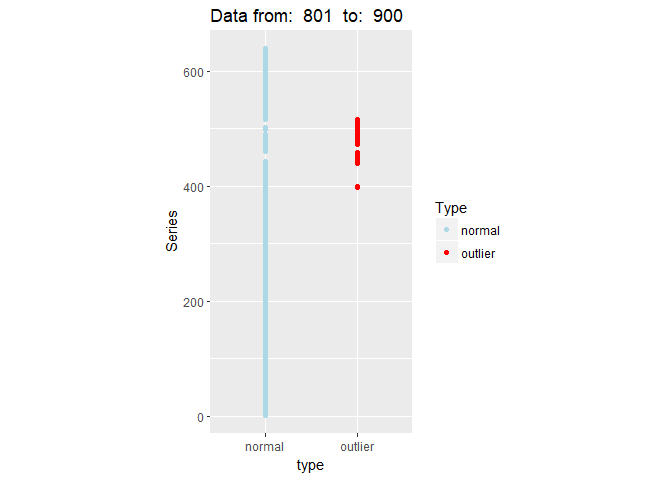 Data from:  801  to:  900
600
400
200
0
Series
normal
outlier
type
Type
normal
outlier